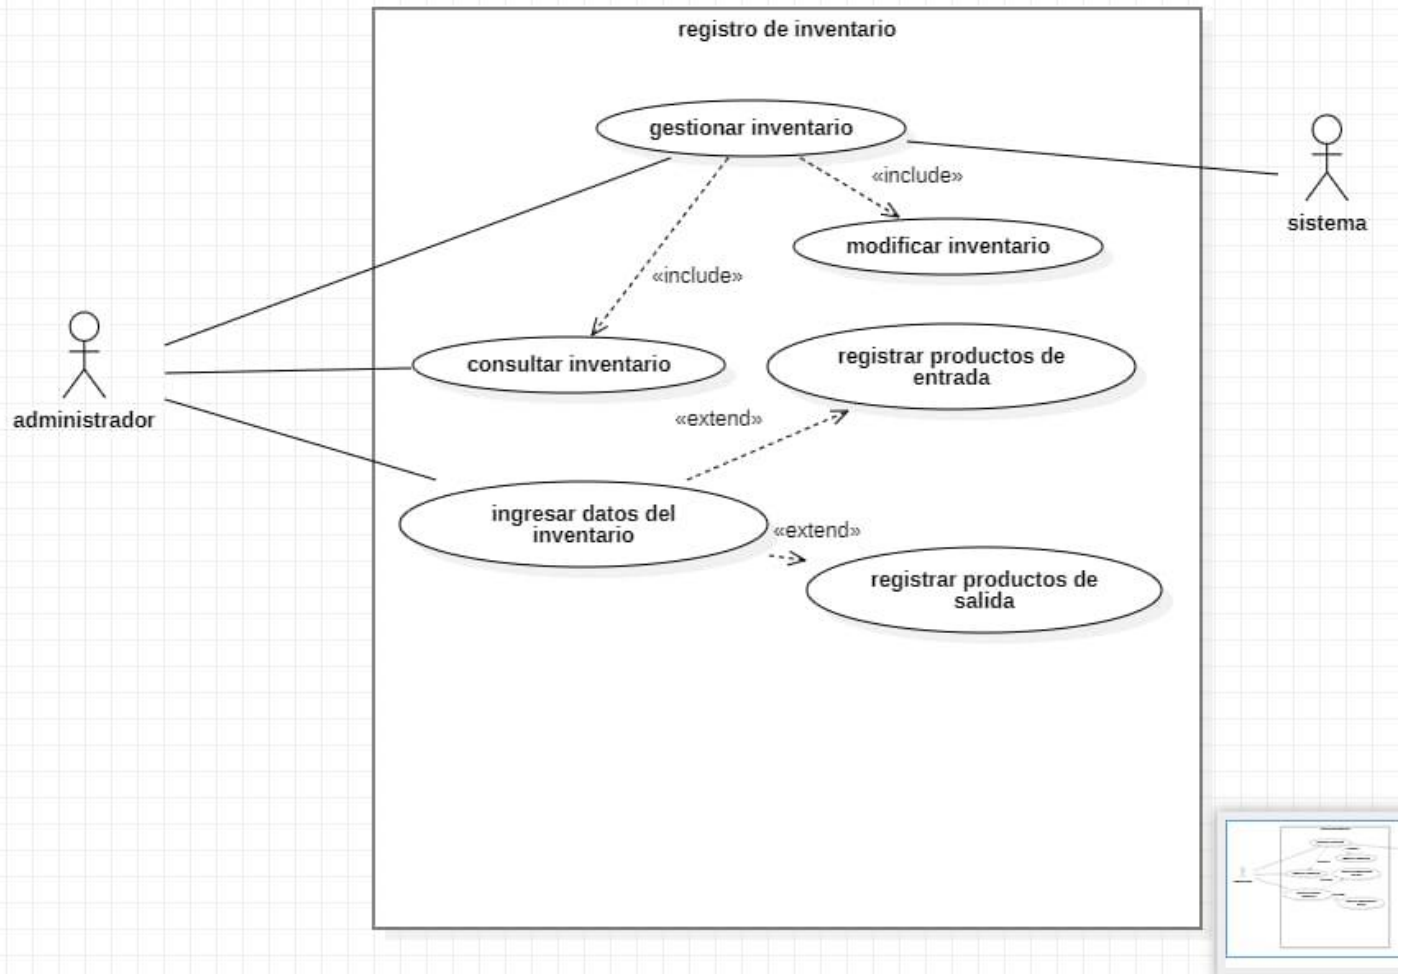 registro de inventario
gestionar inventario
«include»
sistema
modificar inventario
«include»
administrador
consultar inventario
registrar productos de
entrada
«extend»
ingresar datos del
inventario
«extend»
registrar productos de
salida